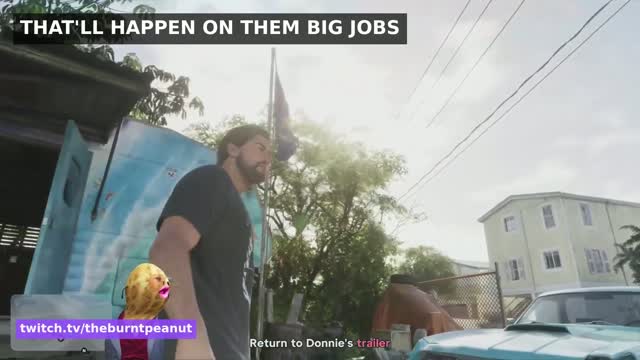 THAT'LL HAPPEN ON THEM BIG JOBS
twitch.tv/theburntpeanut
Return to Donnie's trailer